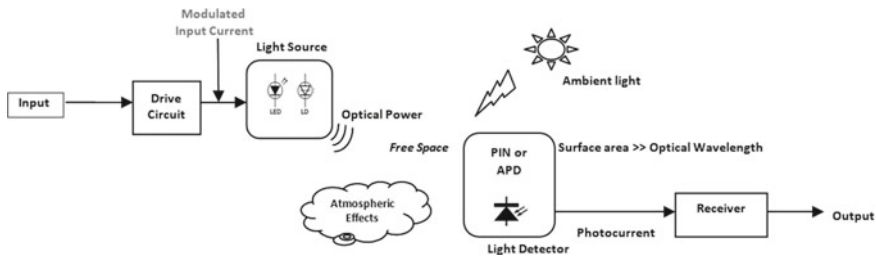 Modulated
Input Current
Light Source
Ambient light
Input
Drive
Circuit
LED
LD
Optical Power
Free Space
PIN or
APD
Surface area >> Optical Wavelength
Atmospheric
Effects
Receiver
Output
Photocurrent
Light Detector